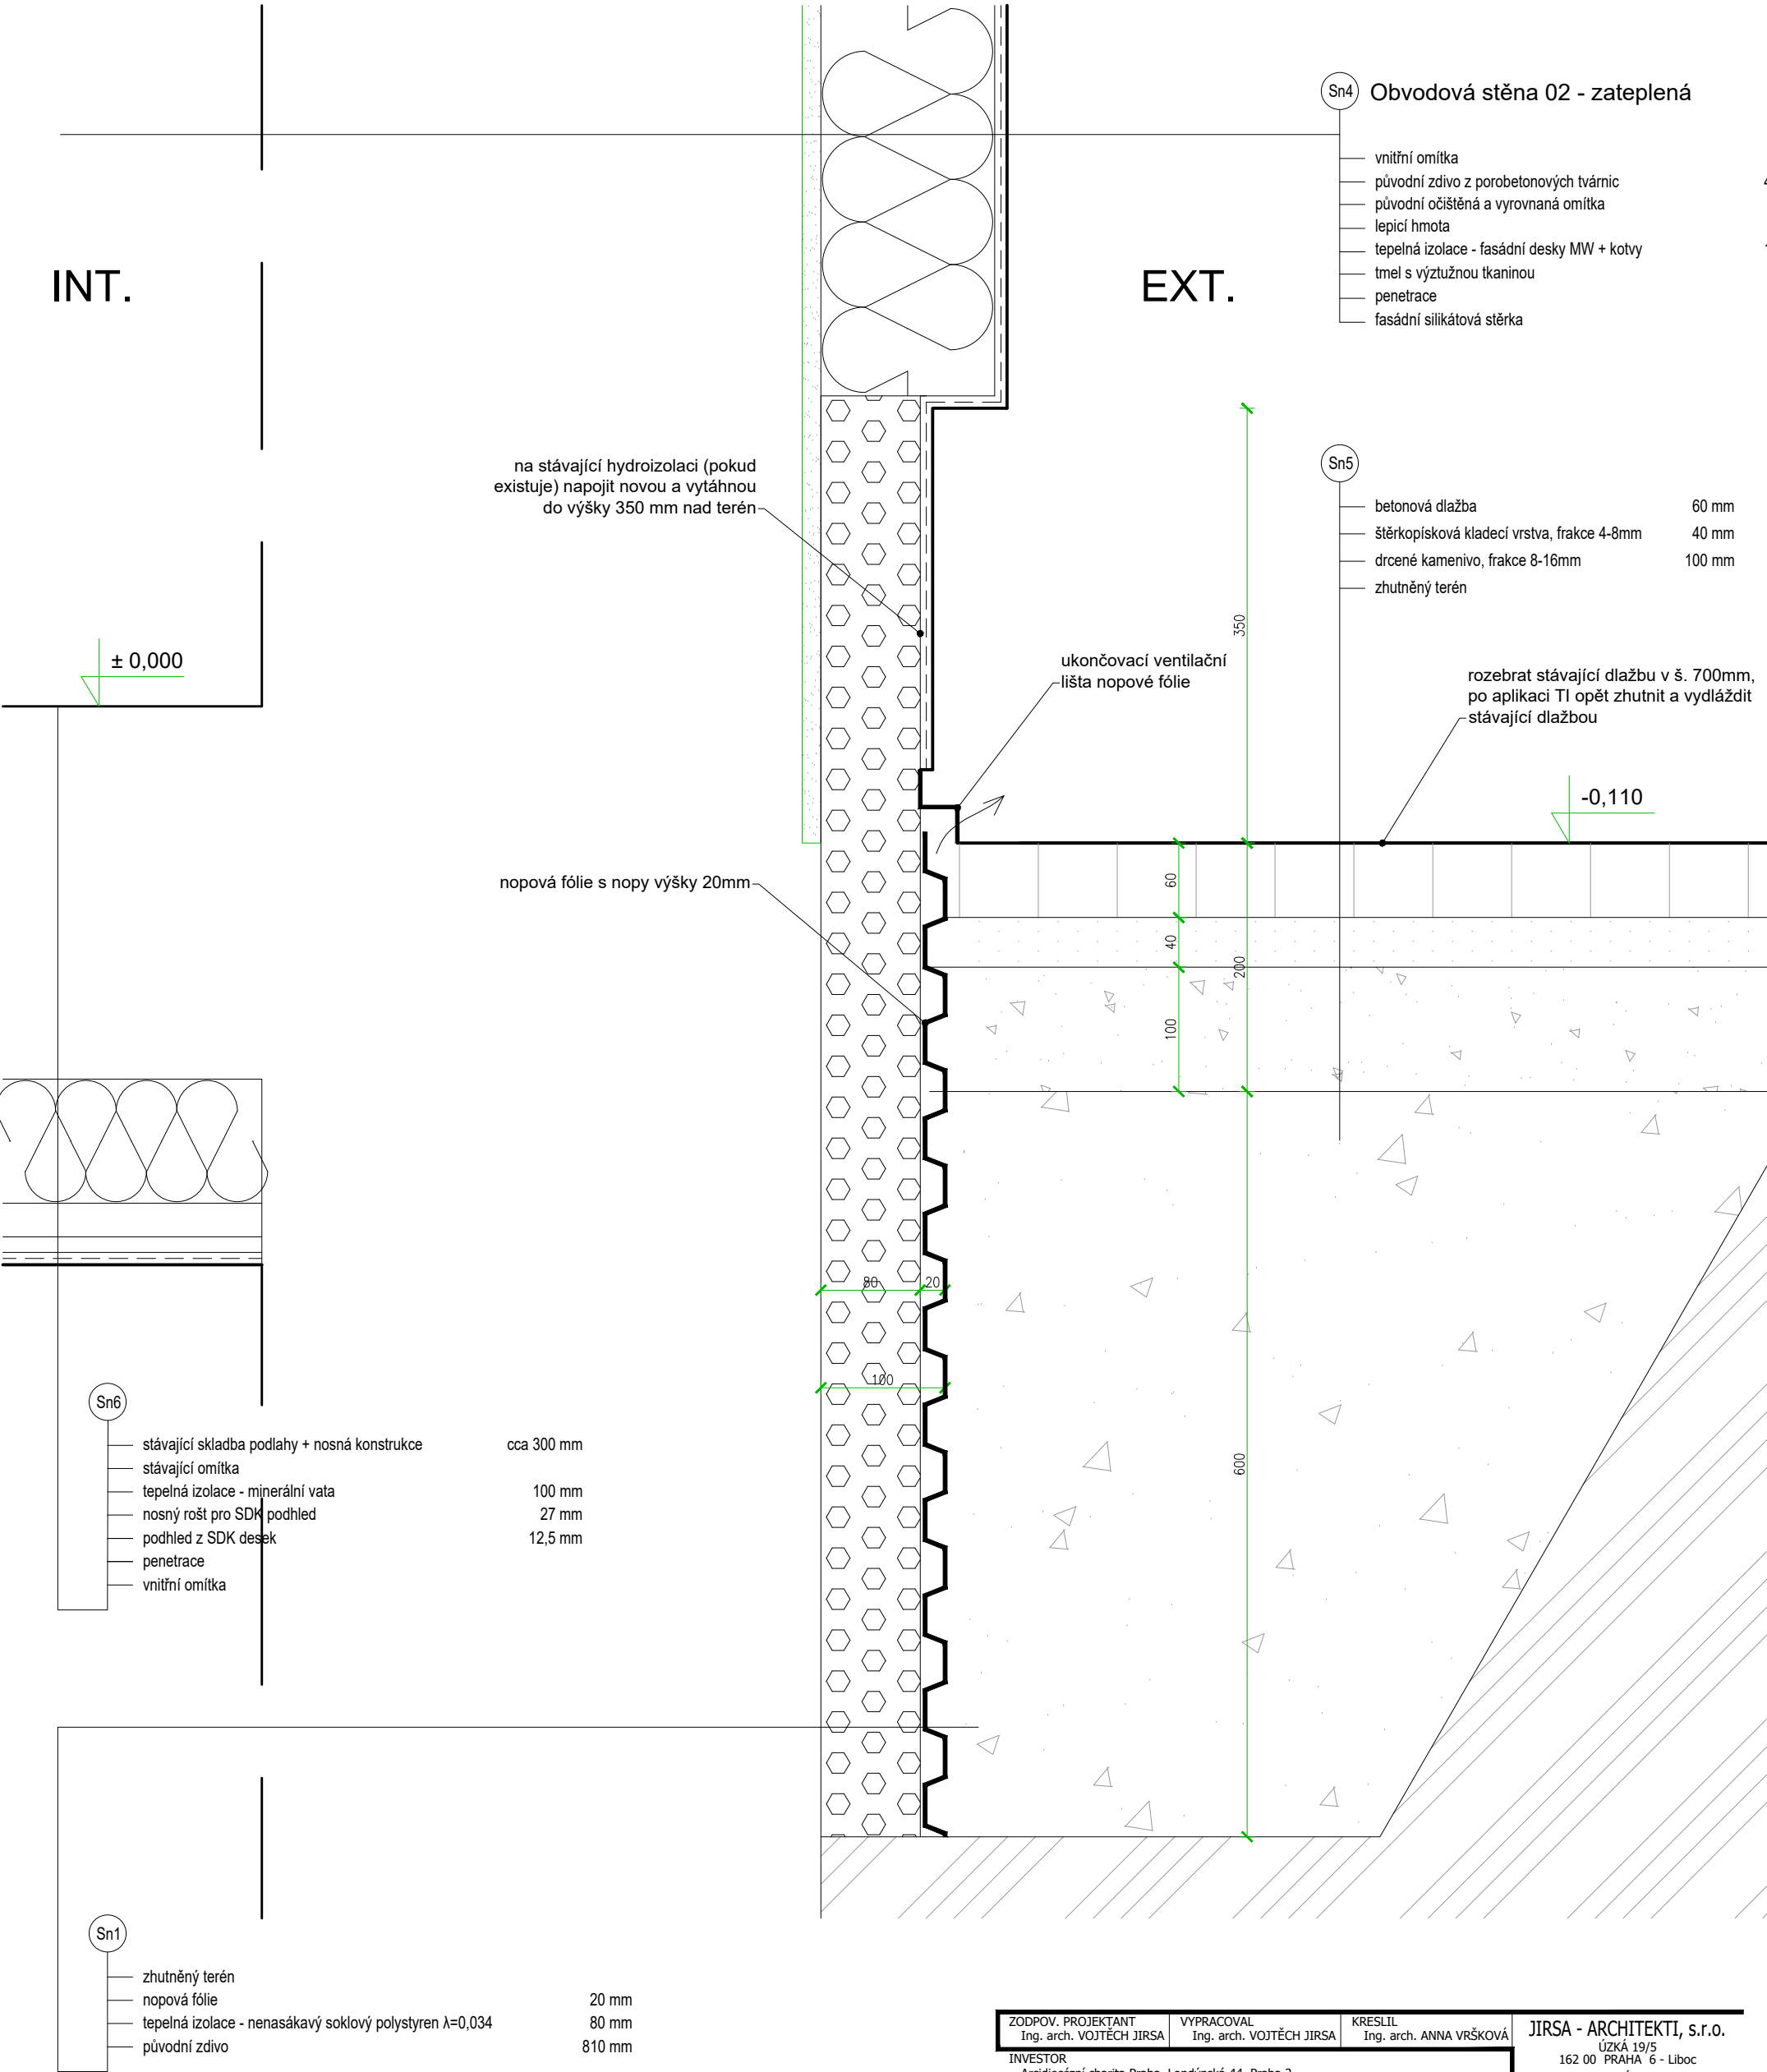 Sn4 Obvodová stěna 02 - zateplená
vnitřní omítka
původní zdivo z porobetonových tvárnic
původní očištěná a vyrovnaná omítka
lepicí hmota
tepelná izolace - fasádní desky MW + kotvy
tmel s výztužnou tkaninou
penetrace
fasádní silikátová stěrka
INT.
EXT.
na stávající hydroizolaci (pokud
existuje) napojit novou a vytáhnou
do výšky 350 mm nad terén
Sn5
betonová dlažba 60 mm
štěrkopísková kladecí vrstva, frakce 4-8mm 40 mm
drcené kamenivo, frakce 8-16mm 100 mm
zhutněný terén
350
± 0,000
ukončovací ventilační
lišta nopové fólie
rozebrat stávající dlažbu v š. 700mm,
po aplikaci TI opět zhutnit a vydláždit
stávající dlažbou
-0,110
nopová fólie s nopy výšky 20mm
60
40
200
100
80 20
100
600
Sn6
stávající skladba podlahy + nosná konstrukce cca 300 mm
stávající omítka
tepelná izolace - minerální vata 100 mm
nosný rošt pro SDK podhled 27 mm
podhled z SDK desek 12,5 mm
penetrace
vnitřní omítka
Sn1
zhutněný terén
nopová fólie 20 mm
tepelná izolace - nenasákavý soklový polystyren λ=0,034 80 mm
původní zdivo 810 mm
ZODPOV. PROJEKTANT VYPRACOVAL KRESLIL
Ing. arch. VOJTĚCH JIRSA Ing. arch. VOJTĚCH JIRSA Ing. arch. ANNA VRŠKOVÁ
JIRSA - ARCHITEKTI, s.r.o.
ÚZKÁ 19/5
162 00 PRAHA 6 - Liboc
INVESTOR
Arcidiecézní charita Praha, Londýnská 44, Praha 2